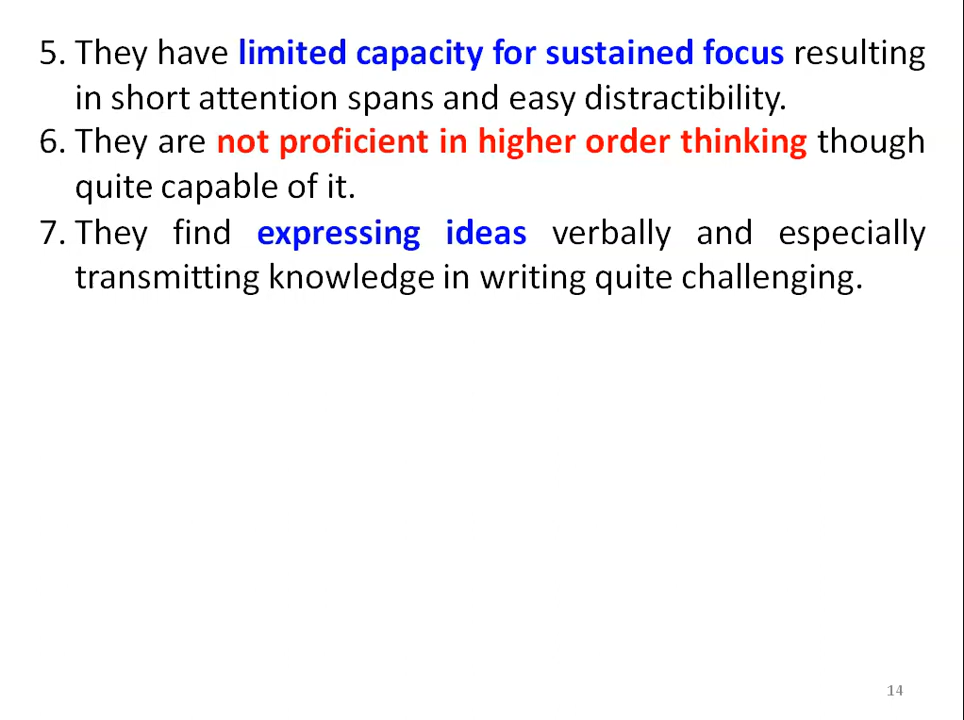 5. They have limited capacity for sustained focus resulting
in short attention spans and easy distractibility.
6. They are not proficient in higher order thinking though
quite capable of it.
7. They find expressing ideas verbally and especially
transmitting knowledge in writing quite challenging.
14